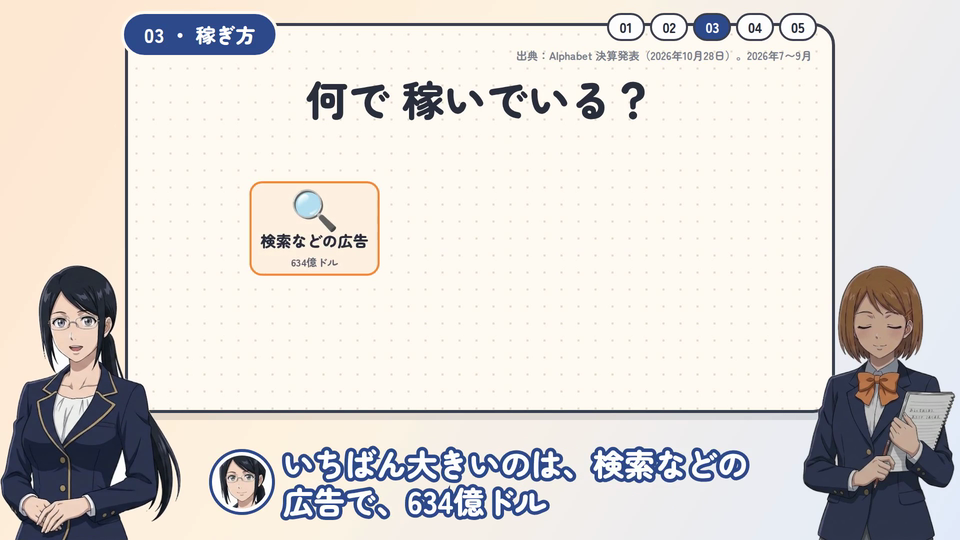 03 ・ 稼ぎ方
01 02 03 04 05
出典：Alphabet 決算発表（2026年10月28日）。2026年7〜9月
何で 稼いでいる？
検索などの広告
634億ドル
いちばん大きいのは、検索などの
広告で、634億ドル